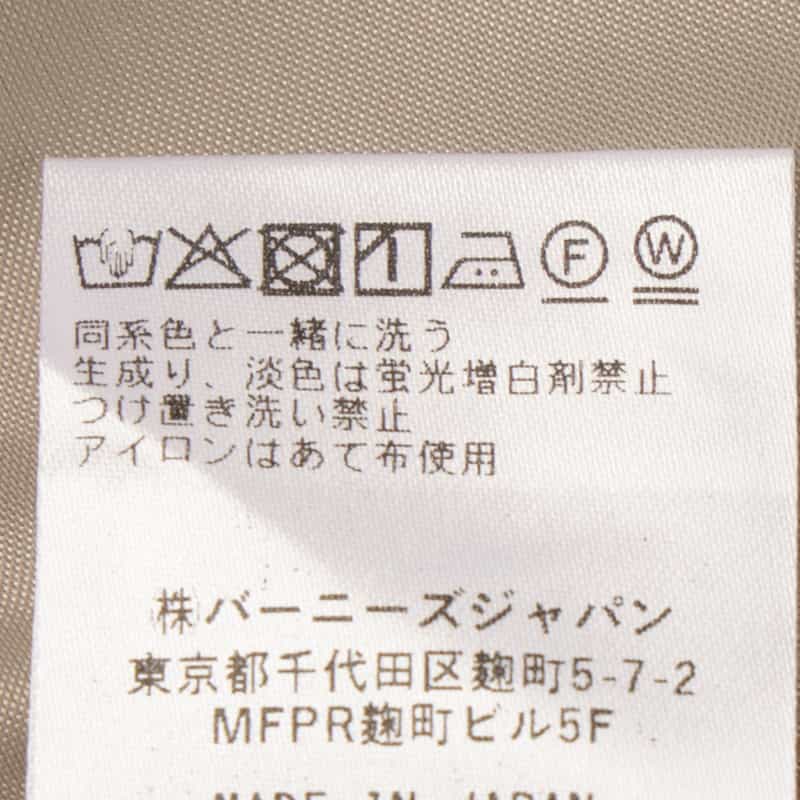 F W
同系色と一緒に洗う
生成り、淡色は蛍光増白剤禁止
つけ置き洗い禁止
アイロンはあて布使用
(株)バーニーズジャパン
東京都千代田区麹町5-7-2
MFPR麹町ビル5F
MADE IN JAPAN